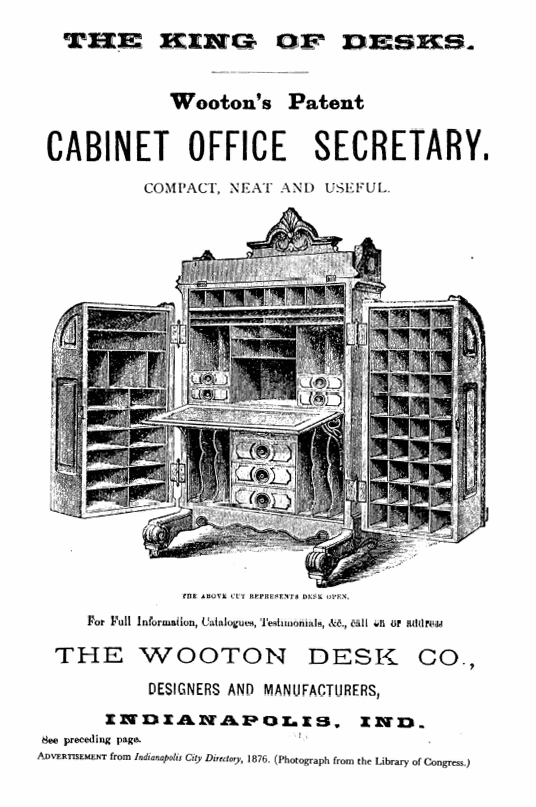 THE KING OF DESKS.
Wooton's Patent
CABINET OFFICE SECRETARY.
COMPACT, NEAT AND USEFUL.
THE ABOVE CUT REPRESENTS DESK OPEN.
For Full Information, Catalogues, Testimonials, &c., call on or address
THE WOOTON DESK CO.,
DESIGNERS AND MANUFACTURERS,
INDIANAPOLIS, IND.
See preceding page.
ADVERTISEMENT from Indianapolis City Directory, 1876. (Photograph from the Library of Congress.)